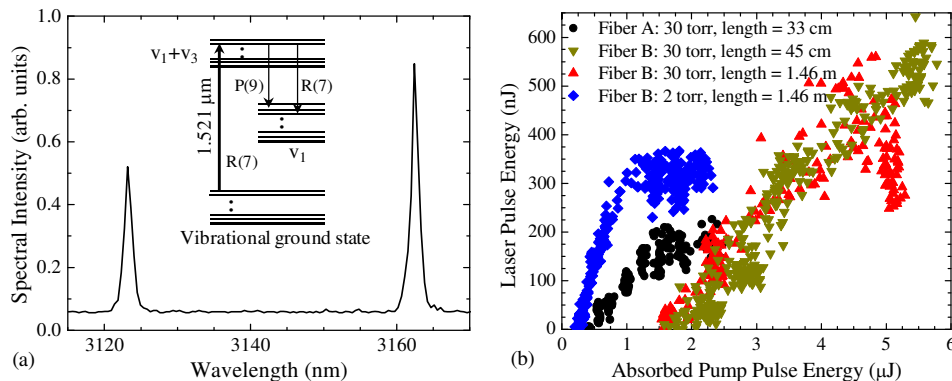 1.0
0.8
0.6
0.4
0.2
0.0
Spectral Intensity (arb. units)
3120
3140
3160
Wavelength (nm)
(a)
v1+v3
P(9)
R(7)
1.521 μm
R(7)
v1
Vibrational ground state
600
500
400
300
200
100
0
Laser Pulse Energy (nJ)
Fiber A: 30 torr, length = 33 cm
Fiber B: 30 torr, length = 45 cm
Fiber B: 30 torr, length = 1.46 m
Fiber B: 2 torr, length = 1.46 m
0
1
2
3
4
5
6
Absorbed Pump Pulse Energy (μJ)
(b)